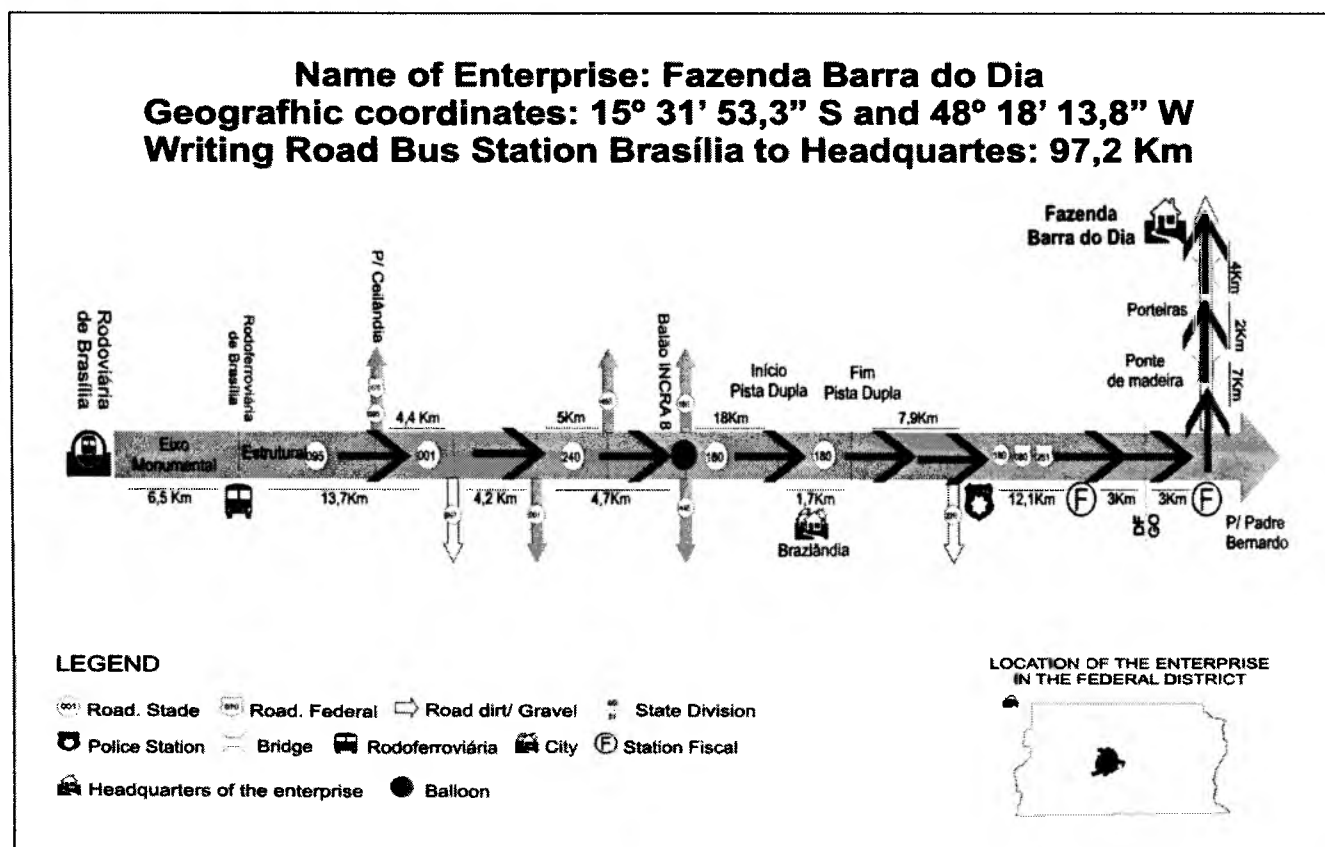 Name of Enterprise: Fazenda Barra do Dia
Geografhic coordinates: 15º 31’ 53,3” S and 48º 18’ 13,8” W
Writing Road Bus Station Brasília to Headquartes: 97,2 Km
Fazenda
Barra do Dia
4Km
Porteiras
2Km
Ponte
de madeira
7Km
Rodoviária
de Brasília
Rodoferroviária
de Brasília
P/ Ceilândia
Balão INCRA 8
Início
Pista Dupla
Fim
Pista Dupla
4,4 Km
5Km
18Km
7,9Km
Eixo
Monumental
Estrutural
095
001
240
180
180
6,5 Km
13,7Km
4,2 Km
4,7Km
1,7Km
12,1Km
3Km
3Km
F
F
DF
GO
Brazlândia
P/ Padre
Bernardo
LEGEND
001 Road. Stade
Road. Federal
Road dirt/ Gravel
State Division
Police Station
Bridge
Rodoferroviária
City
F Station Fiscal
Headquarters of the enterprise
Balloon
LOCATION OF THE ENTERPRISE
IN THE FEDERAL DISTRICT